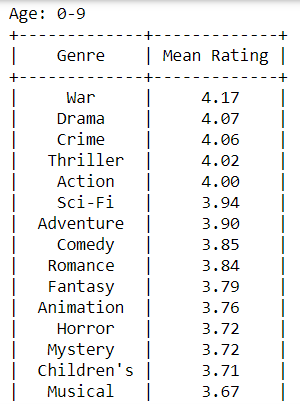 Age: 0-9
+-------------+-------------+
|    Genre    | Mean Rating |
+-------------+-------------+
|     War     |     4.17    |
|    Drama    |     4.07    |
|    Crime    |     4.06    |
|   Thriller  |     4.02    |
|    Action   |     4.00    |
|    Sci-Fi   |     3.94    |
|  Adventure  |     3.90    |
|    Comedy   |     3.85    |
|   Romance   |     3.84    |
|   Fantasy   |     3.79    |
|  Animation  |     3.76    |
|    Horror   |     3.72    |
|   Mystery   |     3.72    |
|  Children's |     3.71    |
|   Musical   |     3.67    |